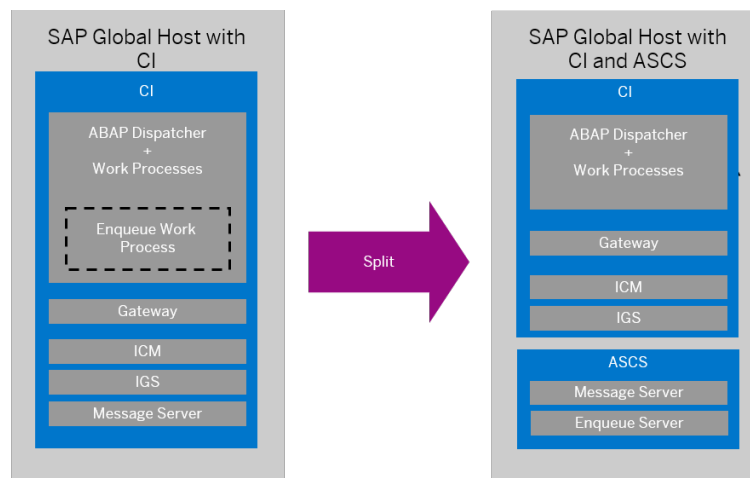 SAP Global Host with
CI
CI
ABAP Dispatcher
+
Work Processes
Enqueue Work
Process
Gateway
ICM
IGS
Message Server
Split
SAP Global Host with
CI and ASCS
CI
ABAP Dispatcher
+
Work Processes
Gateway
ICM
IGS
ASCS
Message Server
Enqueue Server